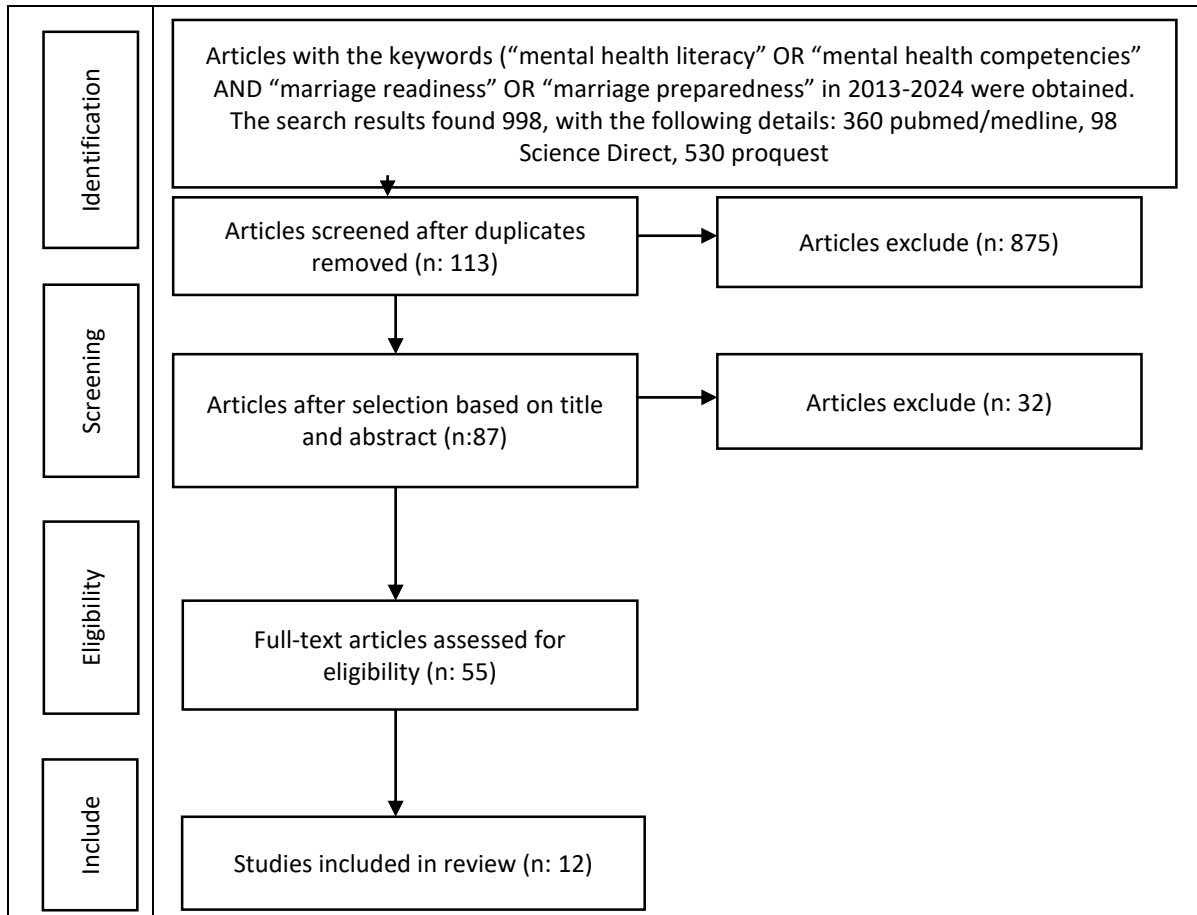 Identification
Articles with the keywords (“mental health literacy” OR “mental health competencies”
AND “marriage readiness” OR “marriage preparedness” in 2013-2024 were obtained.
The search results found 998, with the following details: 360 pubmed/medline, 98
Science Direct, 530 proquest
Articles screened after duplicates
removed (n: 113)
Articles exclude (n: 875)
Screening
Articles after selection based on title
and abstract (n:87)
Articles exclude (n: 32)
Eligibility
Full-text articles assessed for
eligibility (n: 55)
Include
Studies included in review (n: 12)